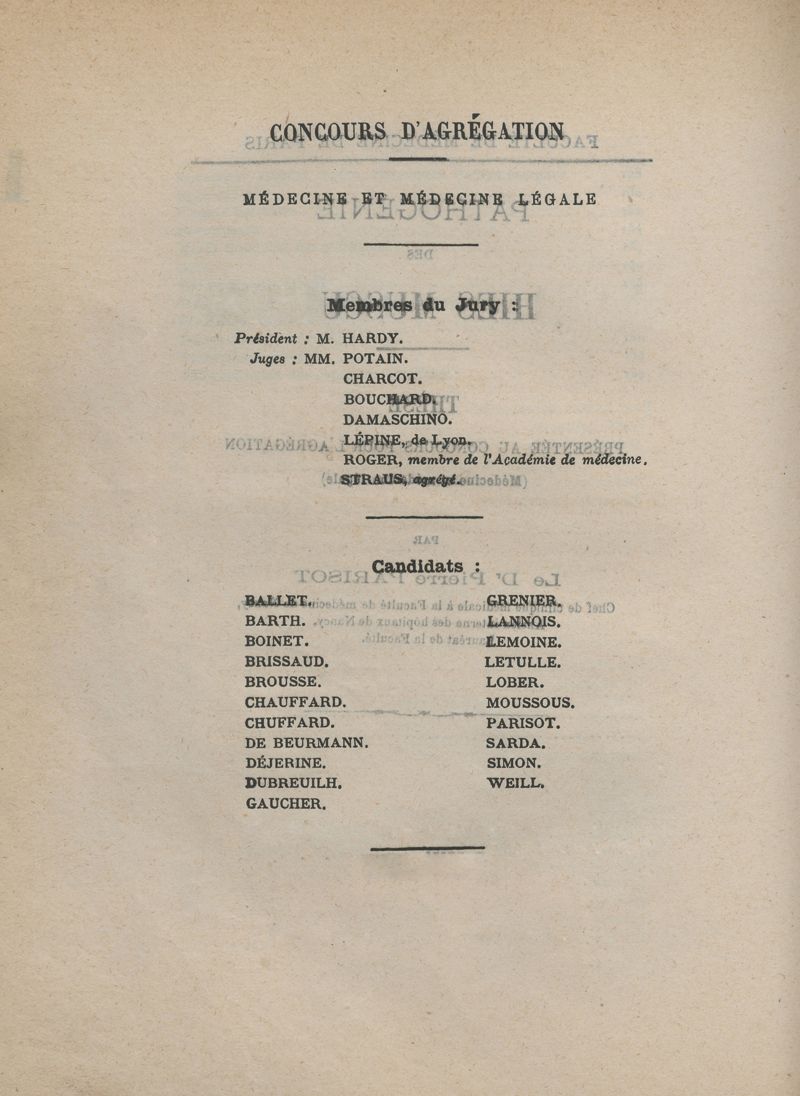 CONCOURS D'AGRÉGATION
MÉDECINE ET MÉDECINE LÉGALE
Membres du Jury :
Président : M. HARDY.
Juges : MM. POTAIN.
CHARCOT.
BOUCHARD.
DAMASCHINO.
LÉPINE, de Lyon.
ROGER, membre de l'Académie de médecine.
STRAUS, agrégé.
Candidats :
BALLET.
BARTH.
BOINET.
BRISSAUD.
BROUSSE.
CHAUFFARD.
CHUFFARD.
DE BEURMANN.
DÉJERINE.
DUBREUILH.
GAUCHER.
GRENIER.
LANNOIS.
LEMOINE.
LETULLE.
LOBER.
MOUSSOUS.
PARISOT.
SARDA.
SIMON.
WEILL.